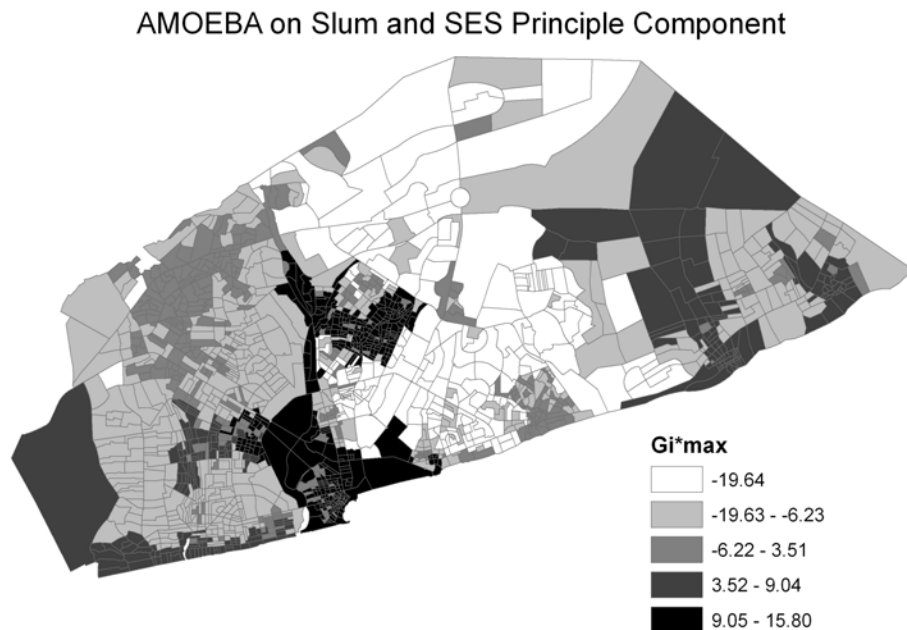 AMOEBA on Slum and SES Principle Component
Gi*max
-19.64
-19.63 - -6.23
-6.22 - 3.51
3.52 - 9.04
9.05 - 15.80